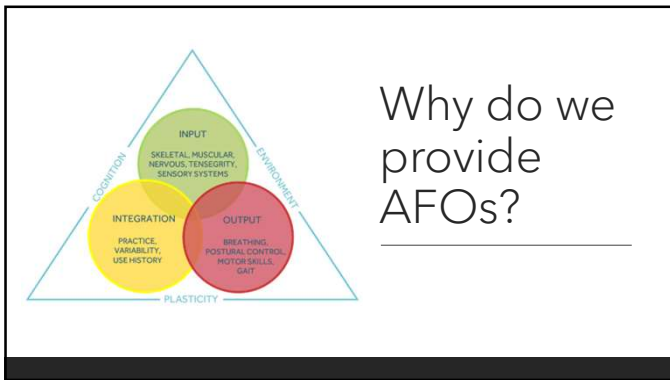 INPUT
SKELETAL, MUSCULAR,
NERVOUS, TENSEGRITY,
SENSORY SYSTEMS
COGNITION
ENVIRONMENT
INTEGRATION
PRACTICE,
VARIABILITY,
USE HISTORY
OUTPUT
BREATHING,
POSTURAL CONTROL,
MOTOR SKILLS,
GAIT
PLASTICITY
Why do we
provide
AFOs?